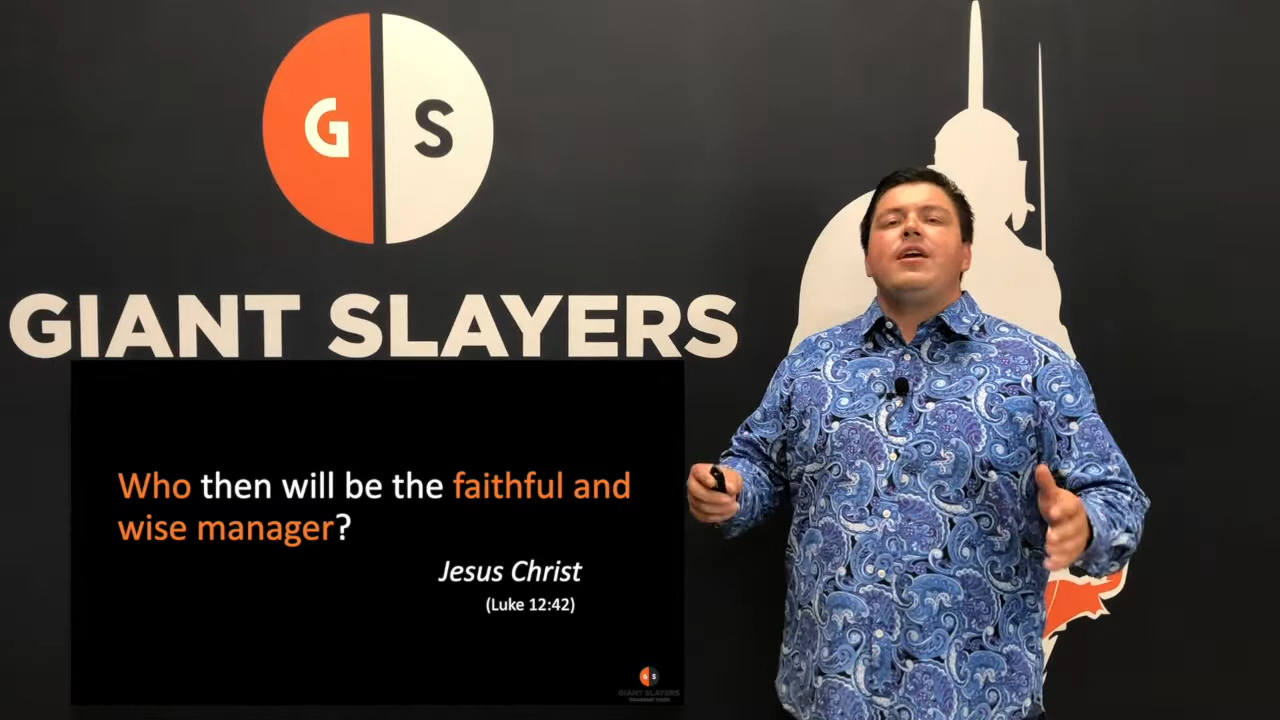 G S
GIANT SLAYERS
Who then will be the faithful and
wise manager?
Jesus Christ
(Luke 12:42)
G S
GIANT SLAYERS